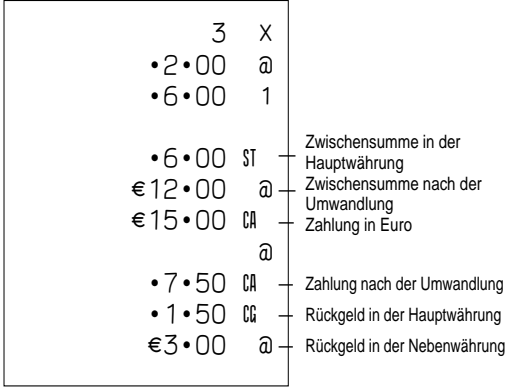 3 X
•2•00 @
•6•00 1
•6•00 ST
Zwischensumme in der
Hauptwährung
€12•00 @
Zwischensumme nach der
Umwandlung
€15•00 CA
Zahlung in Euro
@
•7•50 CA
Zahlung nach der Umwandlung
•1•50 CG
Rückgeld in der Hauptwährung
€3•00 @
Rückgeld in der Nebenwährung